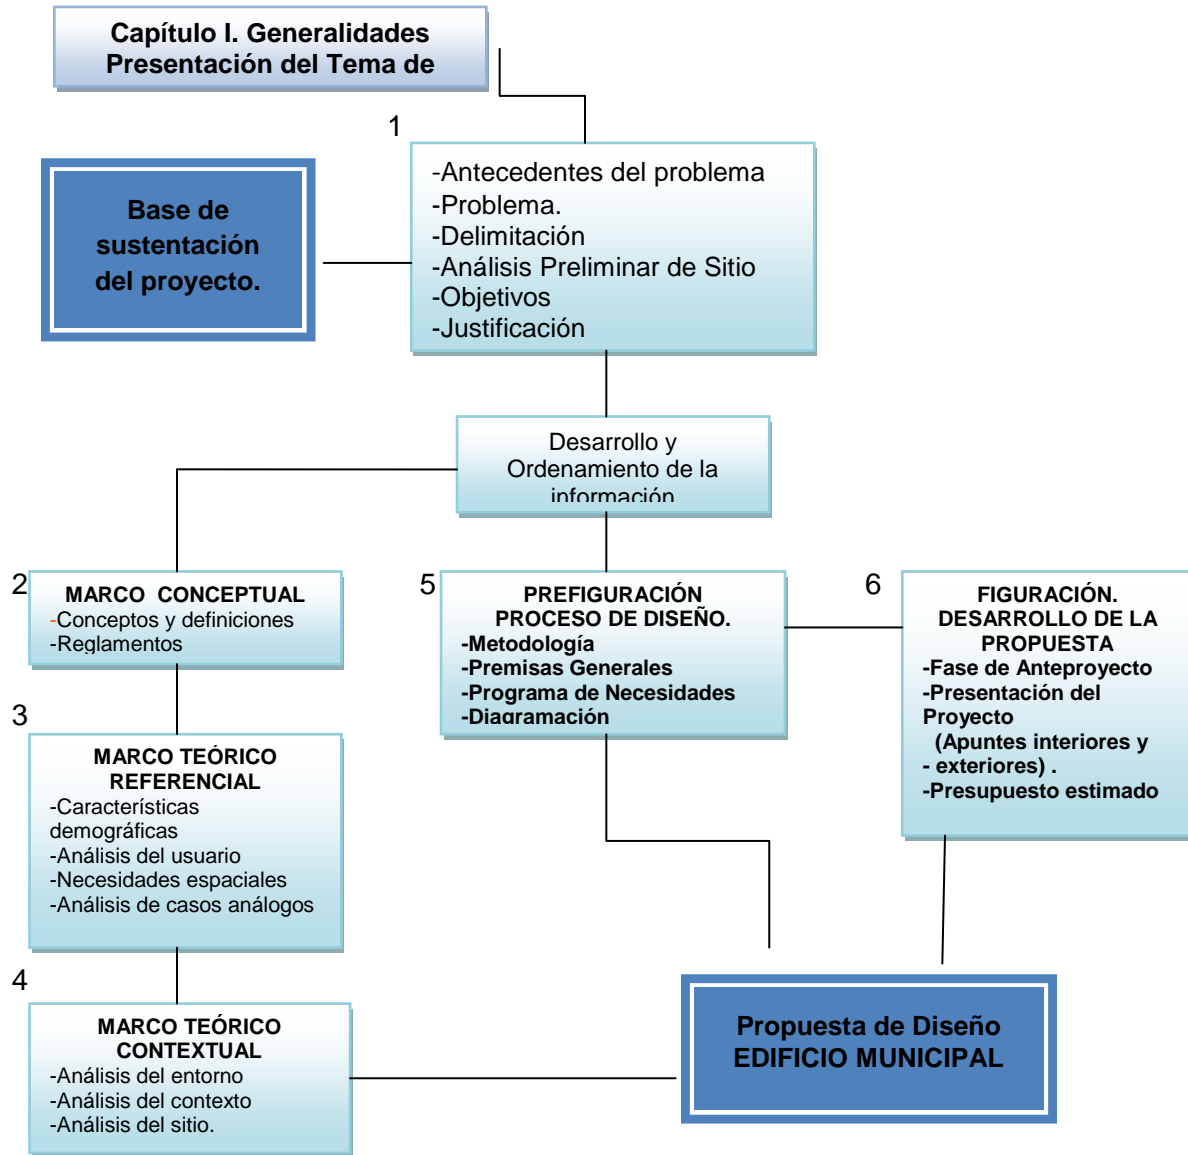 Capítulo I. Generalidades
Presentación del Tema de
1
-Antecedentes del problema
-Problema.
-Delimitación
-Análisis Preliminar de Sitio
-Objetivos
-Justificación
Base de
sustentación
del proyecto.
Desarrollo y
Ordenamiento de la
información
2
MARCO CONCEPTUAL
-Conceptos y definiciones
-Reglamentos
3
MARCO TEÓRICO
REFERENCIAL
-Características
demográficas
-Análisis del usuario
-Necesidades espaciales
-Análisis de casos análogos
4
MARCO TEÓRICO
CONTEXTUAL
-Análisis del entorno
-Análisis del contexto
-Análisis del sitio.
5
PREFIGURACIÓN
PROCESO DE DISEÑO.
-Metodología
-Premisas Generales
-Programa de Necesidades
-Diagramación
6
FIGURACIÓN.
DESARROLLO DE LA
PROPUESTA
-Fase de Anteproyecto
-Presentación del
Proyecto
(Apuntes interiores y
- exteriores) .
-Presupuesto estimado
Propuesta de Diseño
EDIFICIO MUNICIPAL